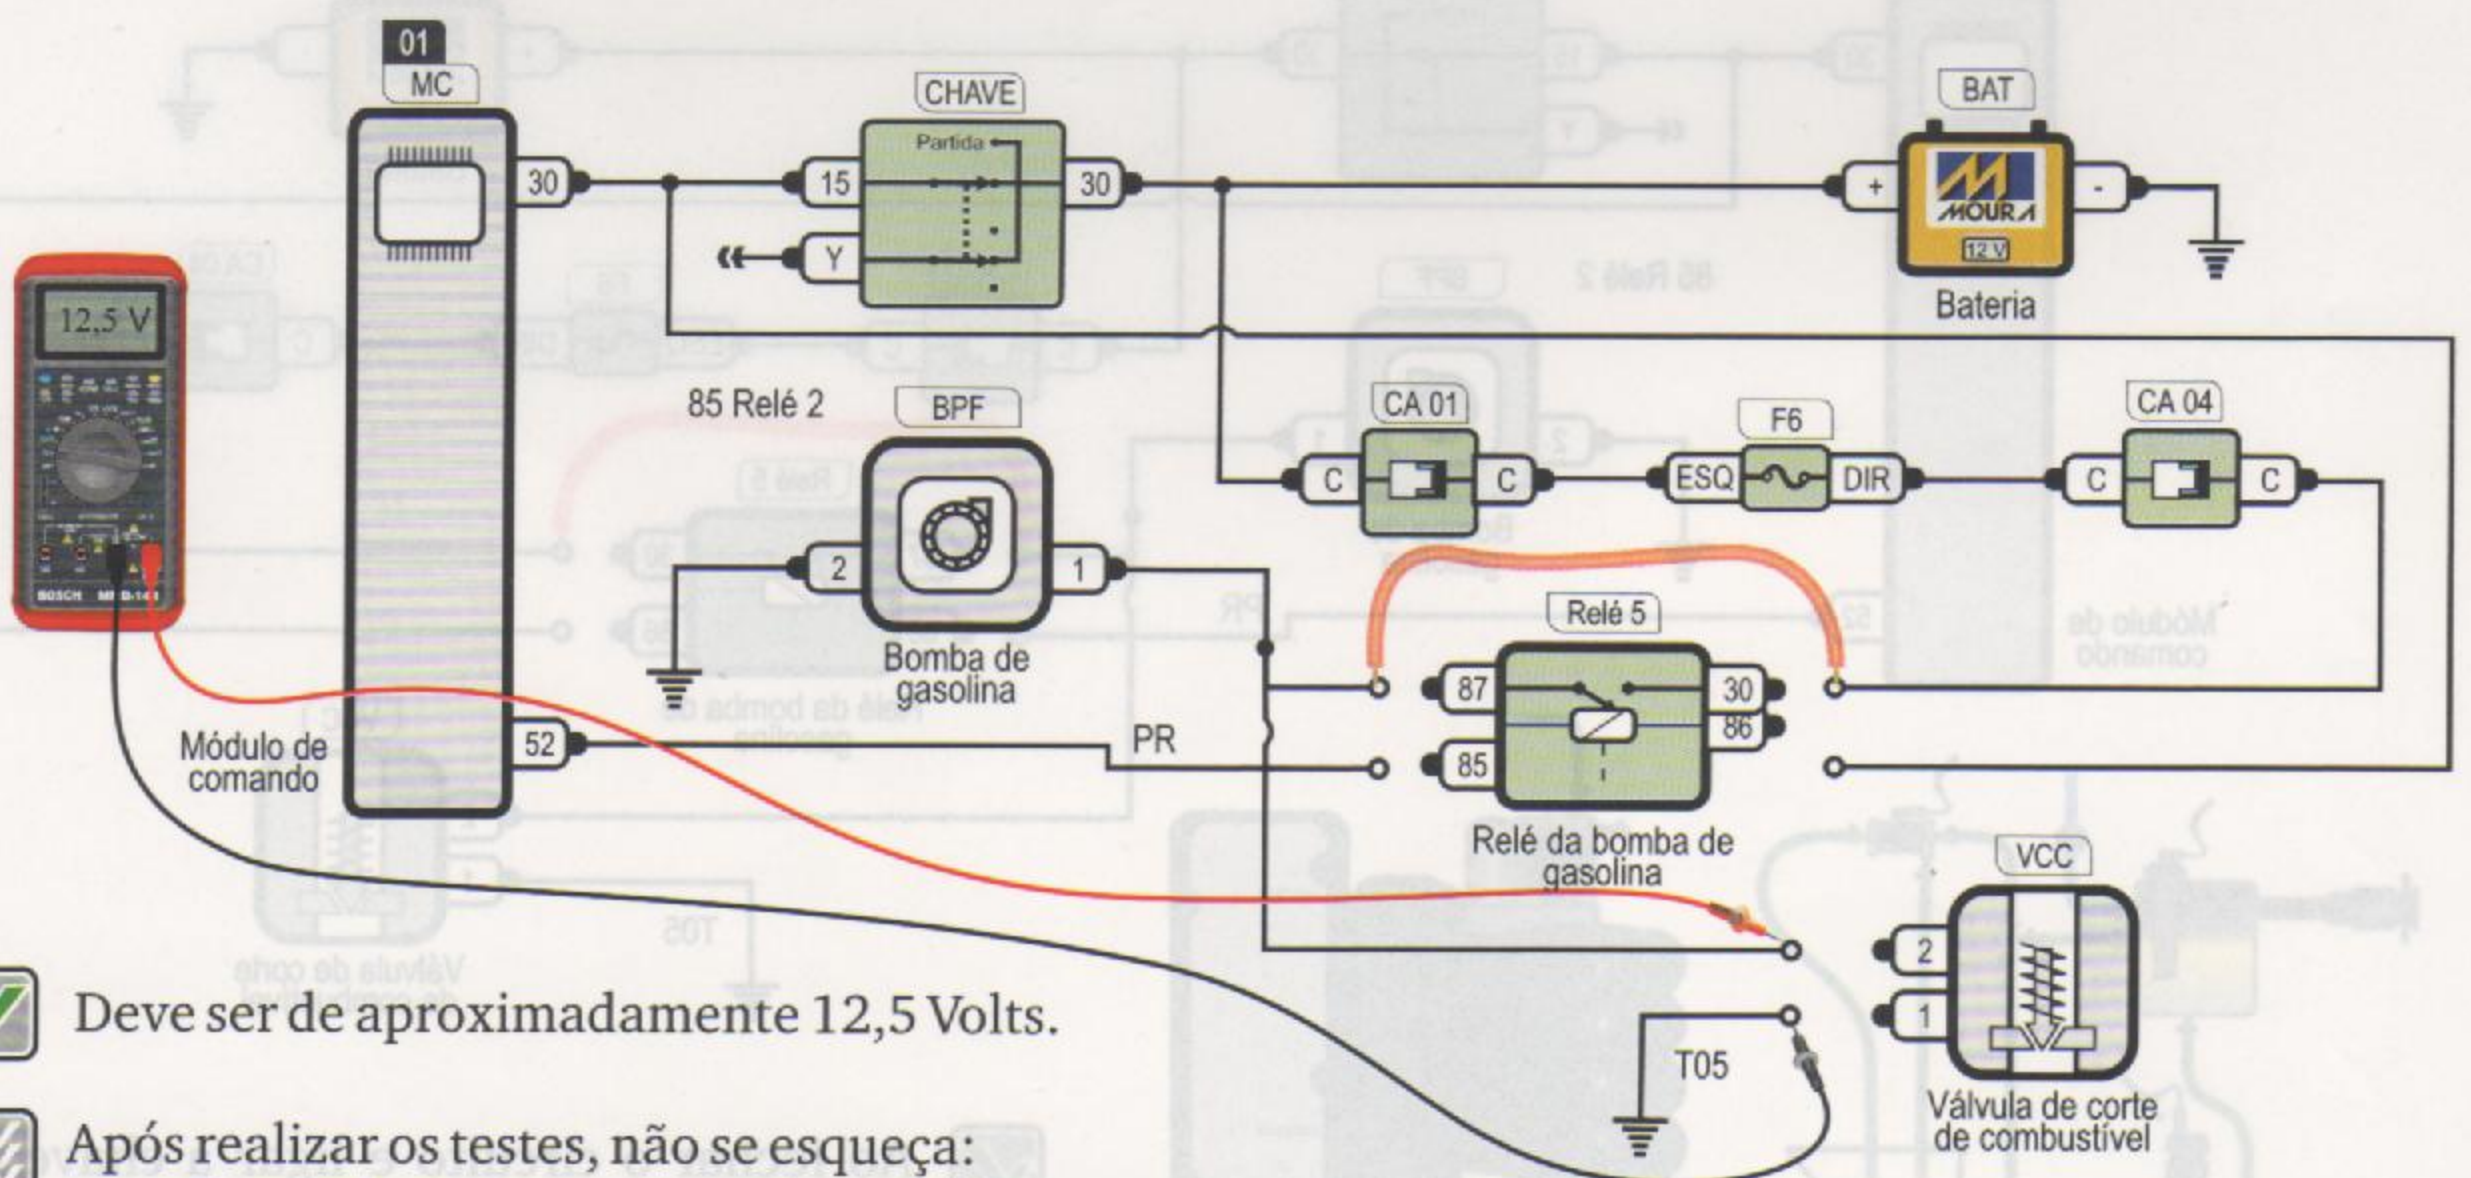 01
MC
CHAVE
BAT
Partida
30
15
30
+
-
MOURA
Y
12 V
Bateria
12,5 V
85 Relé 2
BPF
CA 01
F6
CA 04
C
C
ESQ
DIR
C
C
2
1
BOSCH
Relé 5
Bomba de
gasolina
87
30
86
85
52
PR
Módulo de
comando
Relé da bomba de
gasolina
VCC
2
1
T05
Deve ser de aproximadamente 12,5 Volts.
Válvula de corte
de combustível
Após realizar os testes, não se esqueça: